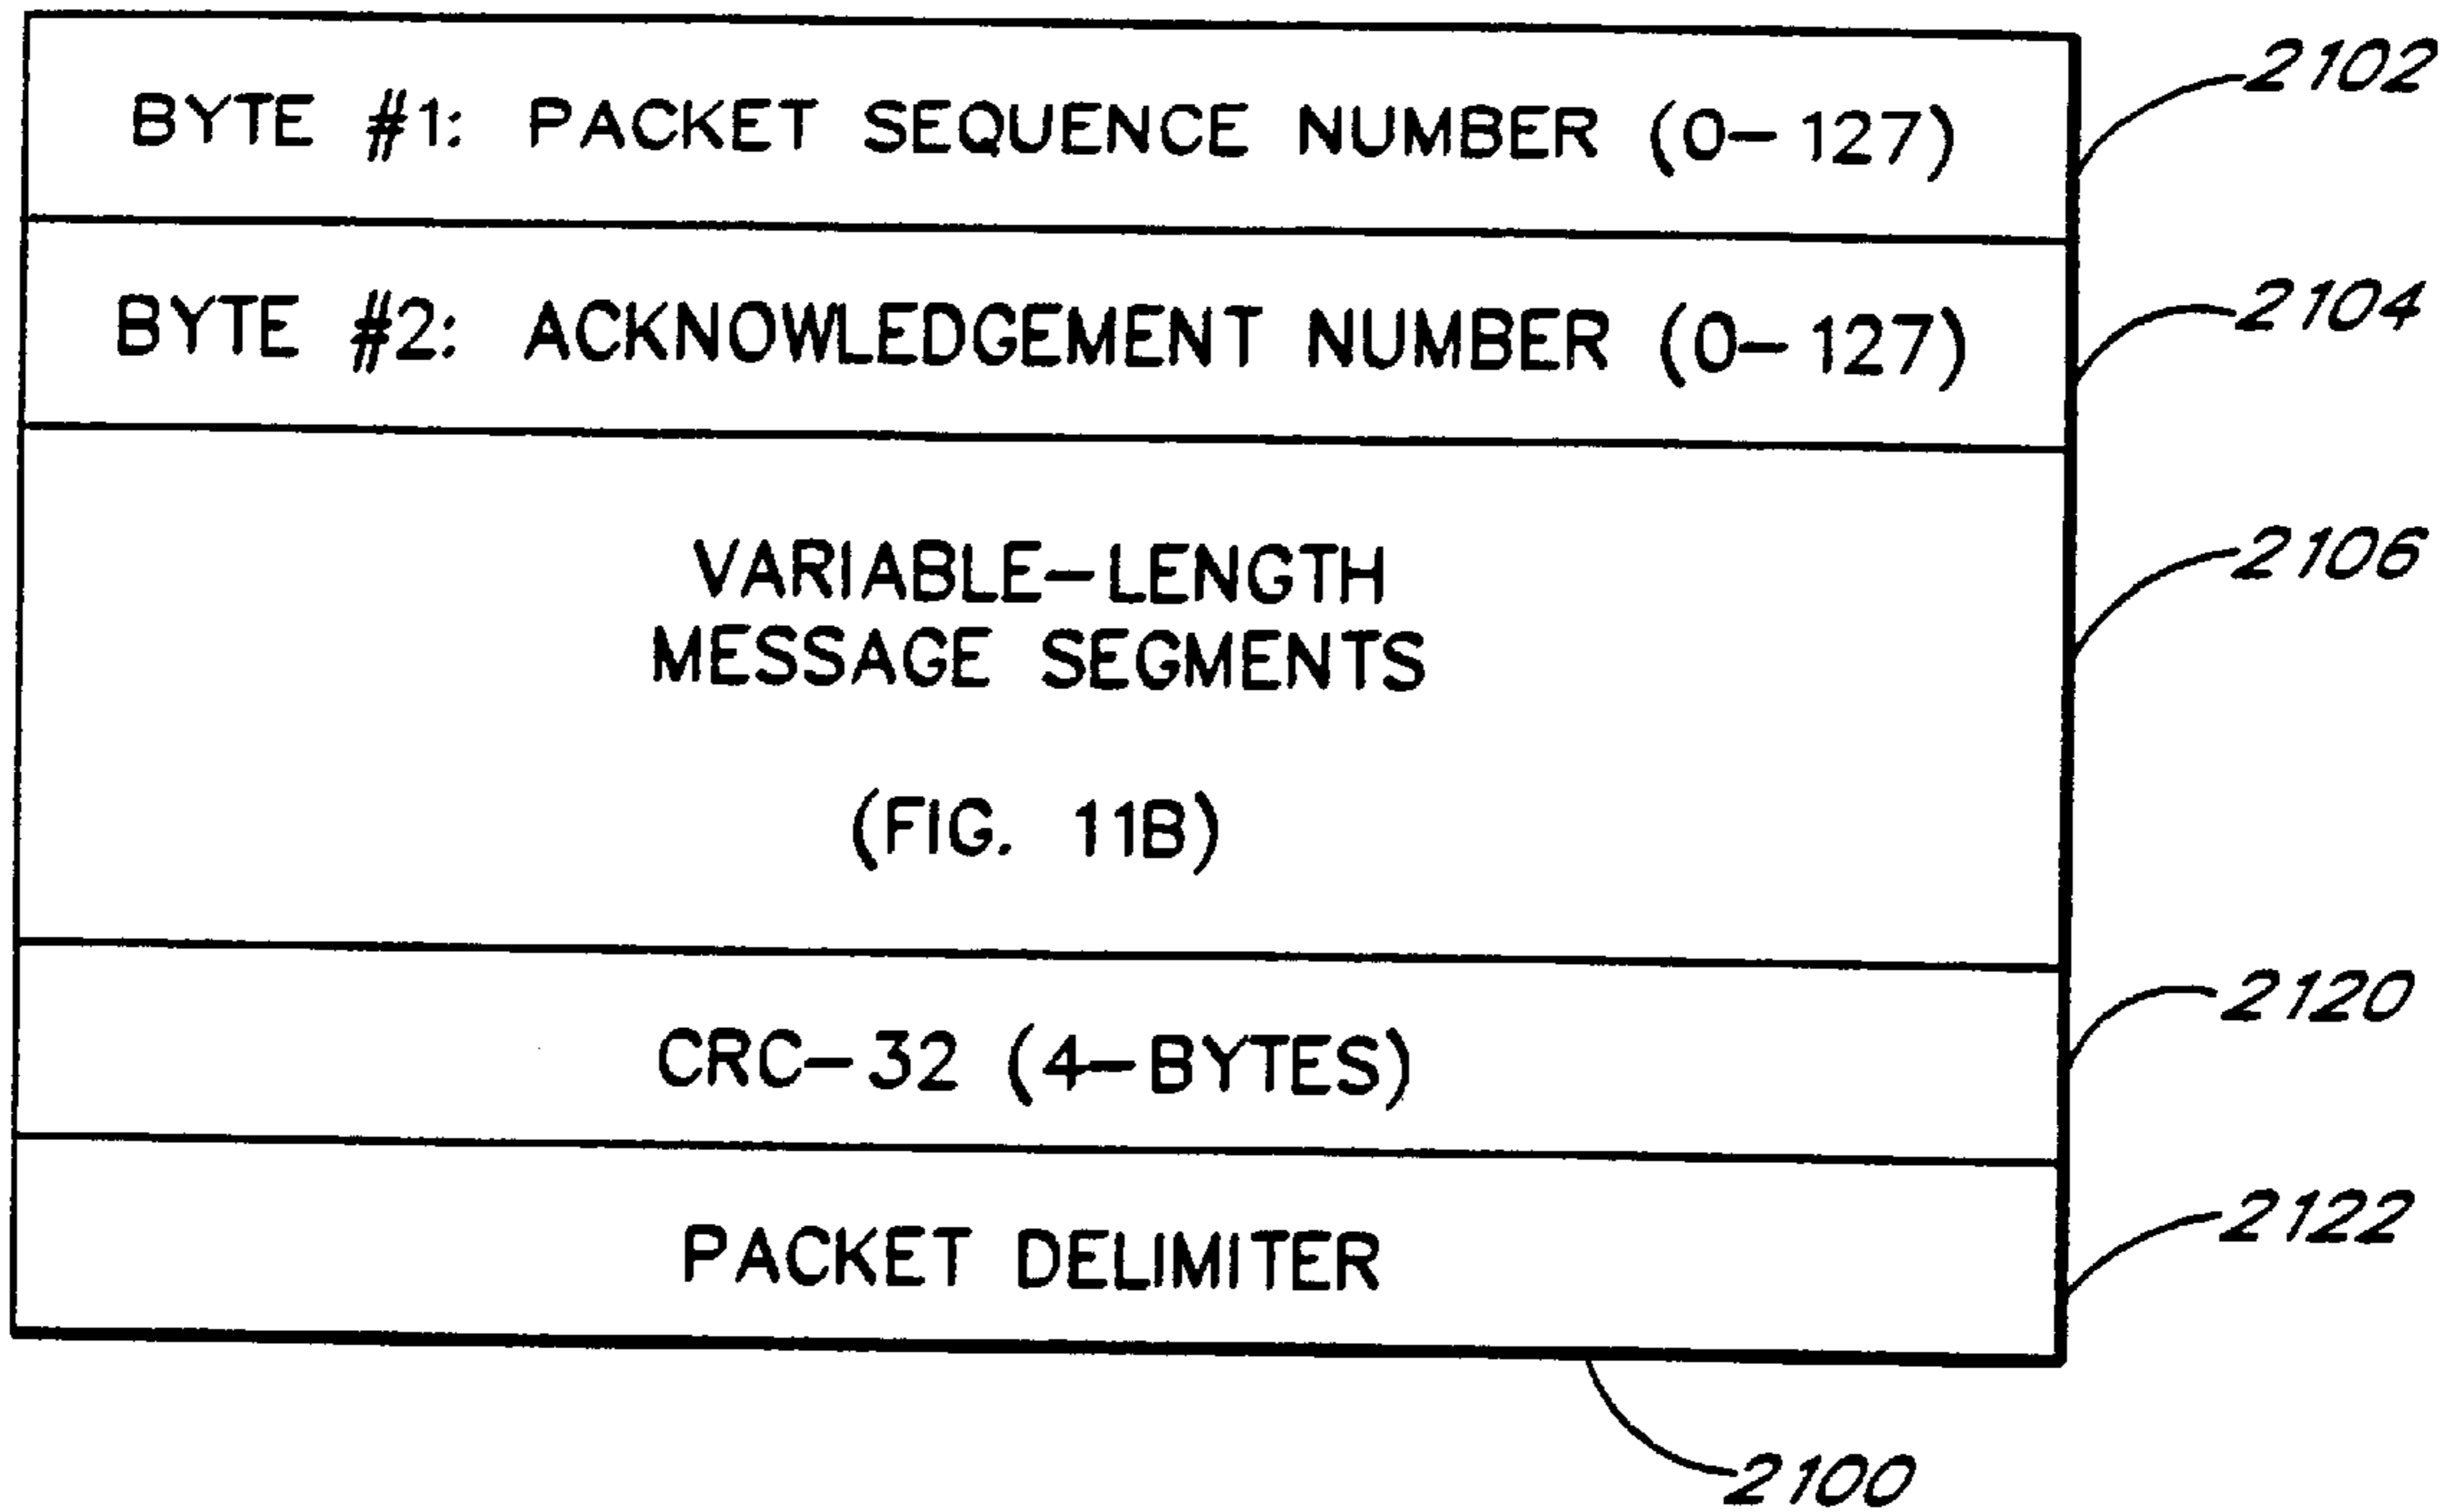 BYTE #1: PACKET SEQUENCE NUMBER (0-127)
2102
BYTE #2: ACKNOWLEDGEMENT NUMBER (0-127)
2104
VARIABLE-LENGTH
MESSAGE SEGMENTS
(FIG. 11B)
2106
CRC-32 (4-BYTES)
2120
PACKET DELIMITER
2122
2100